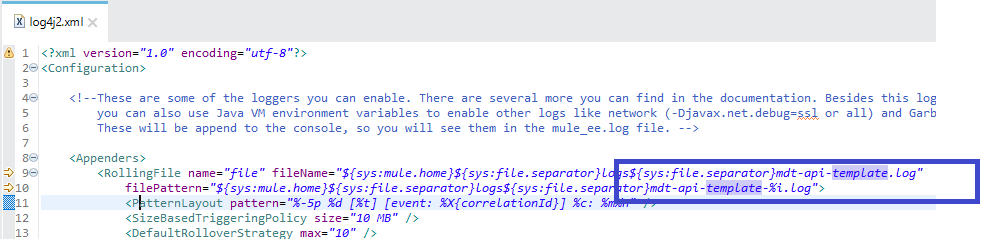 log4j2.xml
1 <?xml version="1.0" encoding="utf-8"?>
2 <Configuration>
3
4 <!--These are some of the loggers you can enable. There are several more you can find in the documentation. Besides this log
5 you can also use Java VM environment variables to enable other logs like network (-Djavax.net.debug=ssl or all) and Garb
6 These will be append to the console, so you will see them in the mule_ee.log file. -->
7
8 <Appenders>
9 <RollingFile name="file" fileName="${sys:mule.home}${sys:file.separator}logs${sys:file.separator}mdt-api-template.log"
10 filePattern="${sys:mule.home}${sys:file.separator}logs${sys:file.separator}mdt-api-template-%i.log">
11 <PatternLayout pattern="%-5p %d [%t] [event: %X{correlationId}] %c: %m%n" />
12 <SizeBasedTriggeringPolicy size="10 MB" />
13 <DefaultRolloverStrategy max="10" />